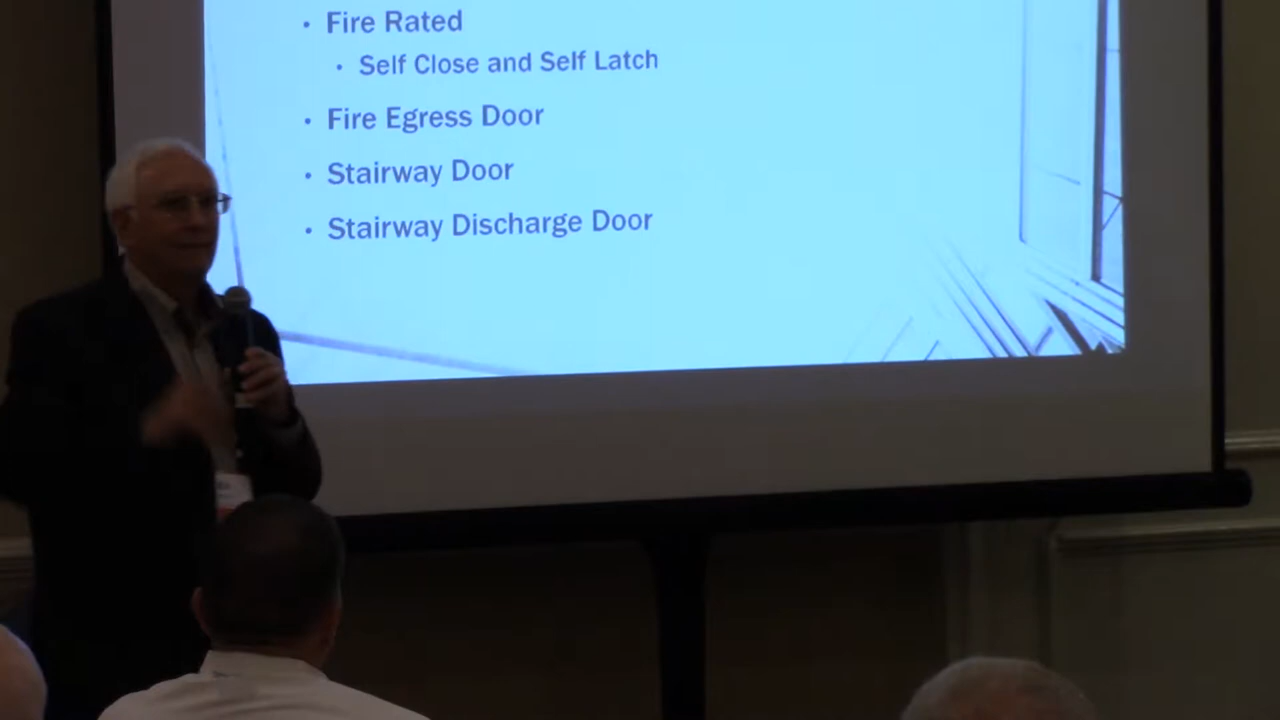 • Fire Rated
• Self Close and Self Latch
• Fire Egress Door
• Stairway Door
• Stairway Discharge Door